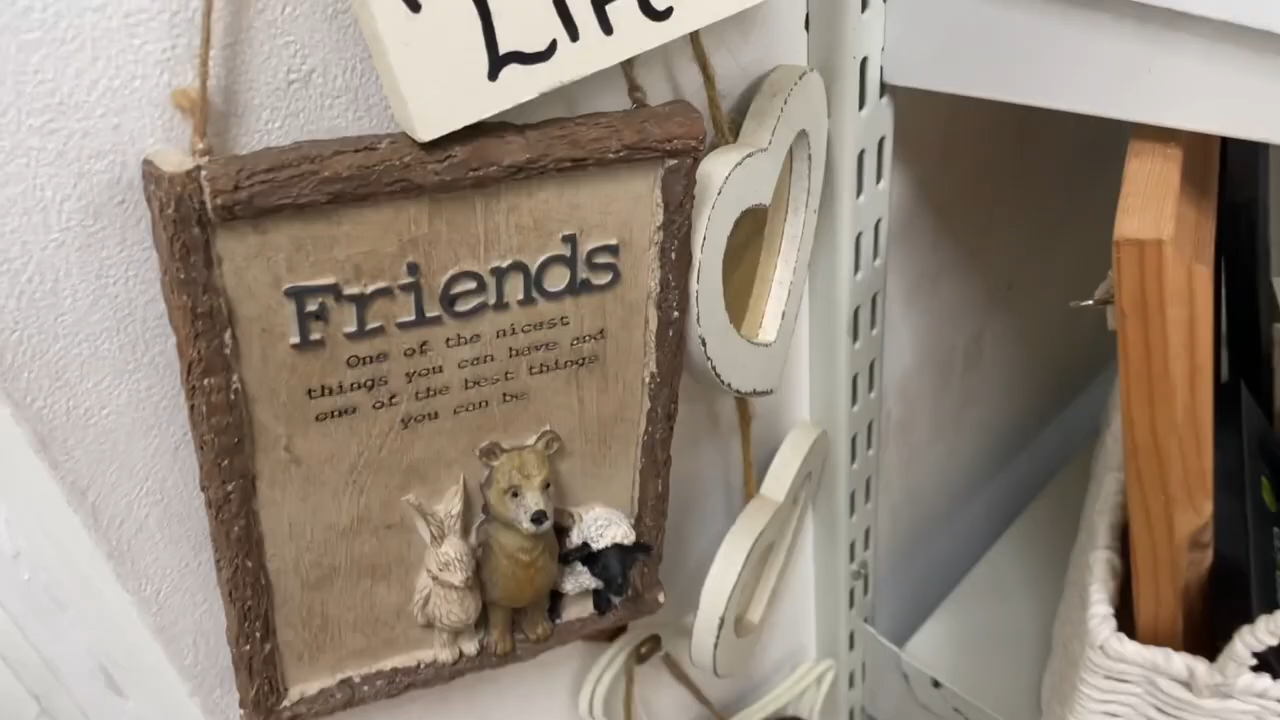 Friends
One of the nicest
things you can have and
one of the best things
you can be